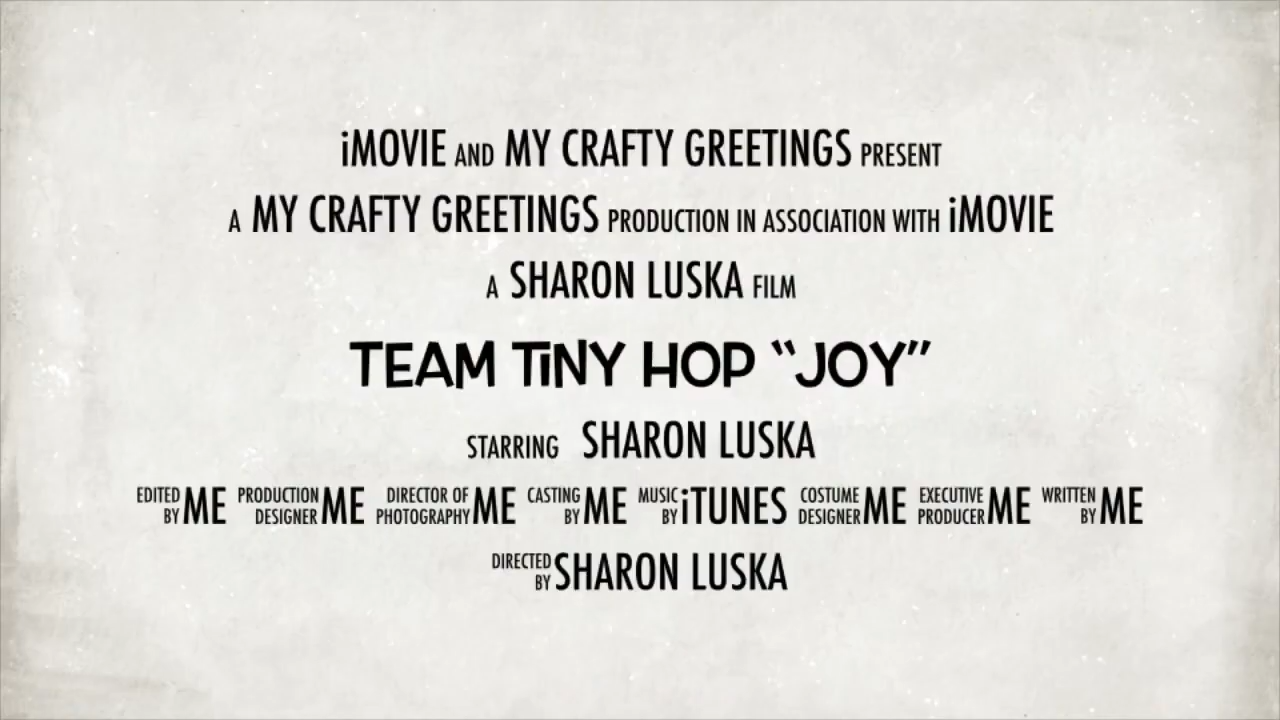 iMOVIE AND MY CRAFTY GREETINGS PRESENT
A MY CRAFTY GREETINGS PRODUCTION IN ASSOCIATION WITH iMOVIE
A SHARON LUSKA FILM
TEAM TiNY HOP “JOY”
STARRING SHARON LUSKA
EDITED BY ME PRODUCTION DESIGNER ME DIRECTOR OF PHOTOGRAPHY ME CASTING BY ME MUSIC BY iTUNES COSTUME DESIGNER ME EXECUTIVE PRODUCER ME WRITTEN BY ME
DIRECTED BY SHARON LUSKA